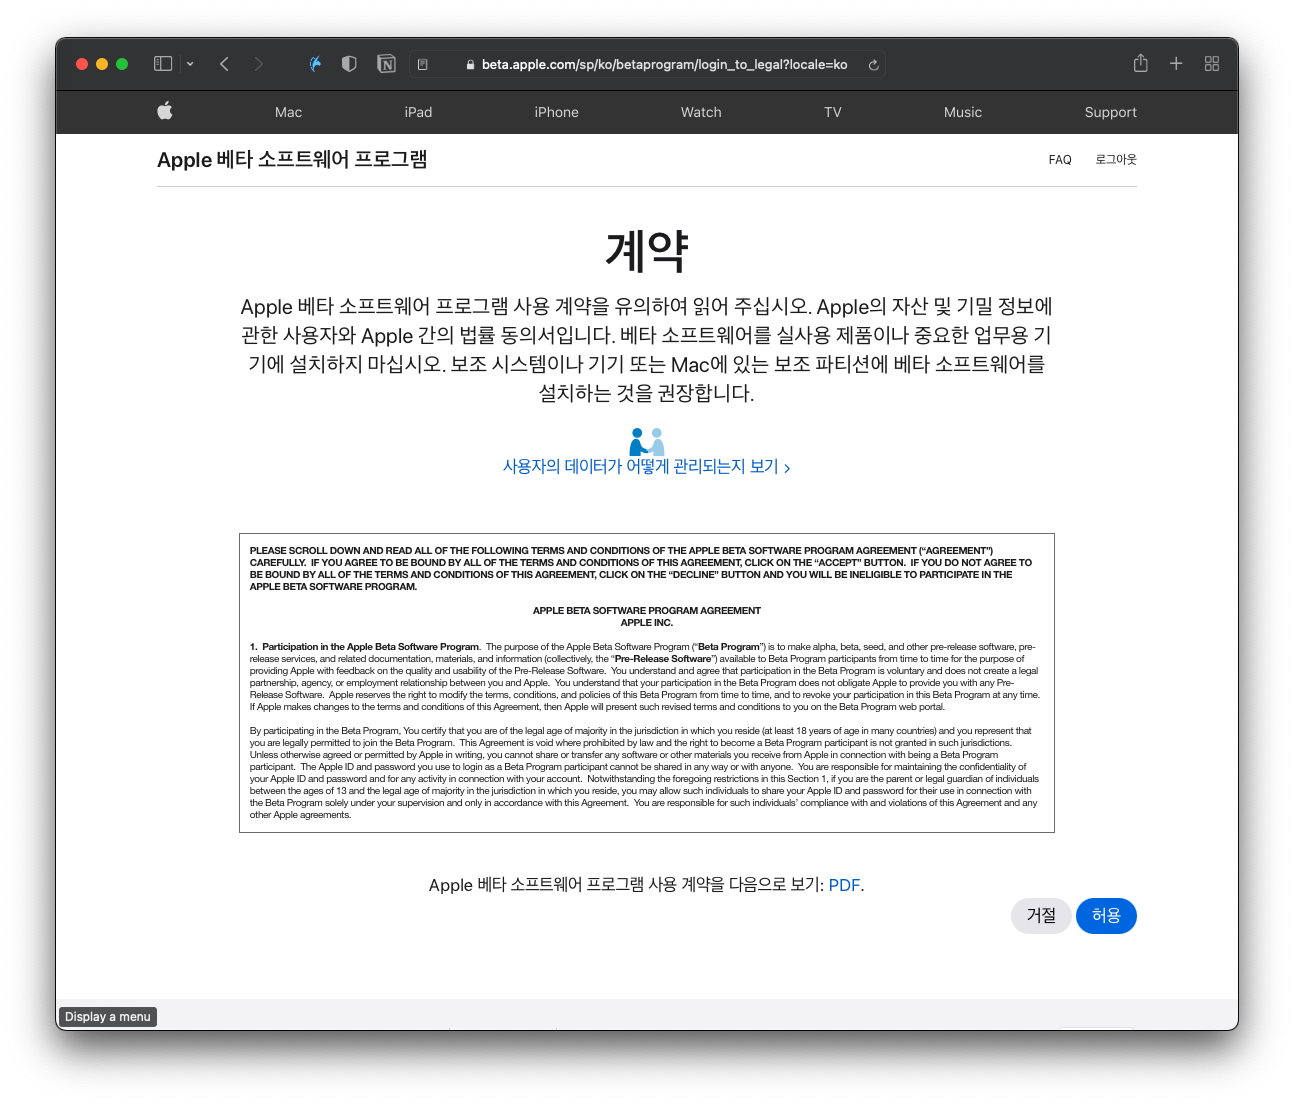 beta.apple.com/sp/ko/betaprogram/login_to_legal?locale=ko
Mac iPad iPhone Watch TV Music Support
Apple 베타 소프트웨어 프로그램
FAQ 로그아웃
계약
Apple 베타 소프트웨어 프로그램 사용 계약을 유의하여 읽어 주십시오. Apple의 자산 및 기밀 정보에
관한 사용자와 Apple 간의 법률 동의서입니다. 베타 소프트웨어를 실사용 제품이나 중요한 업무용 기
기에 설치하지 마십시오. 보조 시스템이나 기기 또는 Mac에 있는 보조 파티션에 베타 소프트웨어를
설치하는 것을 권장합니다.
사용자의 데이터가 어떻게 관리되는지 보기 >
PLEASE SCROLL DOWN AND READ ALL OF THE FOLLOWING TERMS AND CONDITIONS OF THE APPLE BETA SOFTWARE PROGRAM AGREEMENT (“AGREEMENT”)
CAREFULLY. IF YOU AGREE TO BE BOUND BY ALL OF THE TERMS AND CONDITIONS OF THIS AGREEMENT, CLICK ON THE “ACCEPT” BUTTON. IF YOU DO NOT AGREE TO
BE BOUND BY ALL OF THE TERMS AND CONDITIONS OF THIS AGREEMENT, CLICK ON THE “DECLINE” BUTTON AND YOU WILL BE INELIGIBLE TO PARTICIPATE IN THE
APPLE BETA SOFTWARE PROGRAM.
APPLE BETA SOFTWARE PROGRAM AGREEMENT
APPLE INC.
1. Participation in the Apple Beta Software Program. The purpose of the Apple Beta Software Program (“Beta Program”) is to make alpha, beta, seed, and other pre-release software, pre-
release services, and related documentation, materials, and information (collectively, the “Pre-Release Software”) available to Beta Program participants from time to time for the purpose of
providing Apple with feedback on the quality and usability of the Pre-Release Software. You understand and agree that participation in the Beta Program is voluntary and does not create a legal
partnership, agency, or employment relationship between you and Apple. You understand that your participation in the Beta Program does not obligate Apple to provide you with any Pre-
Release Software. Apple reserves the right to modify the terms, conditions, and policies of this Beta Program from time to time, and to revoke your participation in this Beta Program at any time.
If Apple makes changes to the terms and conditions of this Agreement, then Apple will present such revised terms and conditions to you on the Beta Program web portal.
By participating in the Beta Program, You certify that you are of the legal age of majority in the jurisdiction in which you reside (at least 18 years of age in many countries) and you represent that
you are legally permitted to join the Beta Program. This Agreement is void where prohibited by law and the right to become a Beta Program participant is not granted in such jurisdictions.
Unless otherwise agreed or permitted by Apple in writing, you cannot share or transfer any software or other materials you receive from Apple in connection with being a Beta Program
participant. The Apple ID and password you use to login as a Beta Program participant cannot be shared in any way or with anyone. You are responsible for maintaining the confidentiality of
your Apple ID and password and for any activity in connection with your account. Notwithstanding the foregoing restrictions in this Section 1, if you are the parent or legal guardian of individuals
between the ages of 13 and the legal age of majority in the jurisdiction in which you reside, you may allow such individuals to share your Apple ID and password for their use in connection with
the Beta Program solely under your supervision and only in accordance with this Agreement. You are responsible for such individuals’ compliance with and violations of this Agreement and any
other Apple agreements.
Apple 베타 소프트웨어 프로그램 사용 계약을 다음으로 보기: PDF.
거절 허용
Display a menu